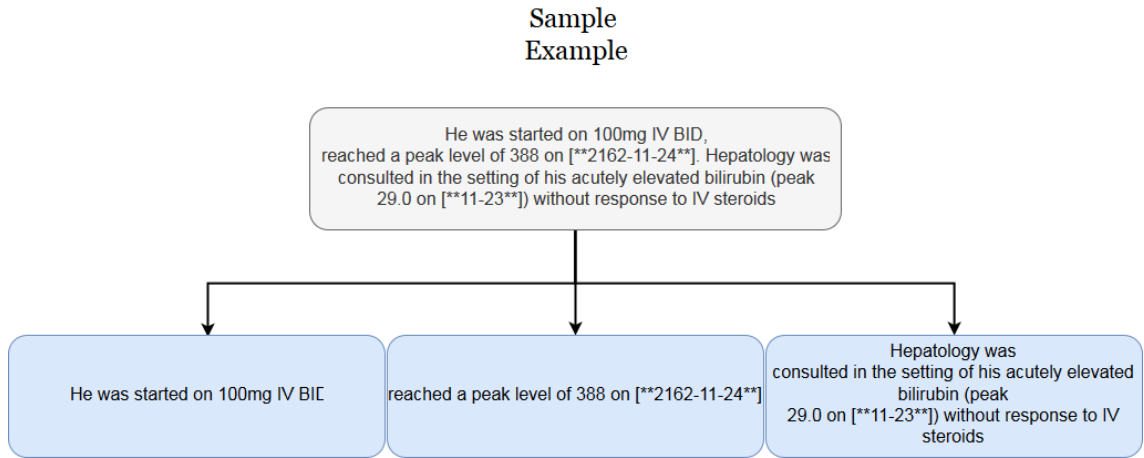 Sample
Example
He was started on 100mg IV BID,
reached a peak level of 388 on [**2162-11-24**]. Hepatology was
consulted in the setting of his acutely elevated bilirubin (peak
29.0 on [**11-23**]) without response to IV steroids
He was started on 100mg IV BID
reached a peak level of 388 on [**2162-11-24**]
Hepatology was
consulted in the setting of his acutely elevated
bilirubin (peak
29.0 on [**11-23**]) without response to IV
steroids